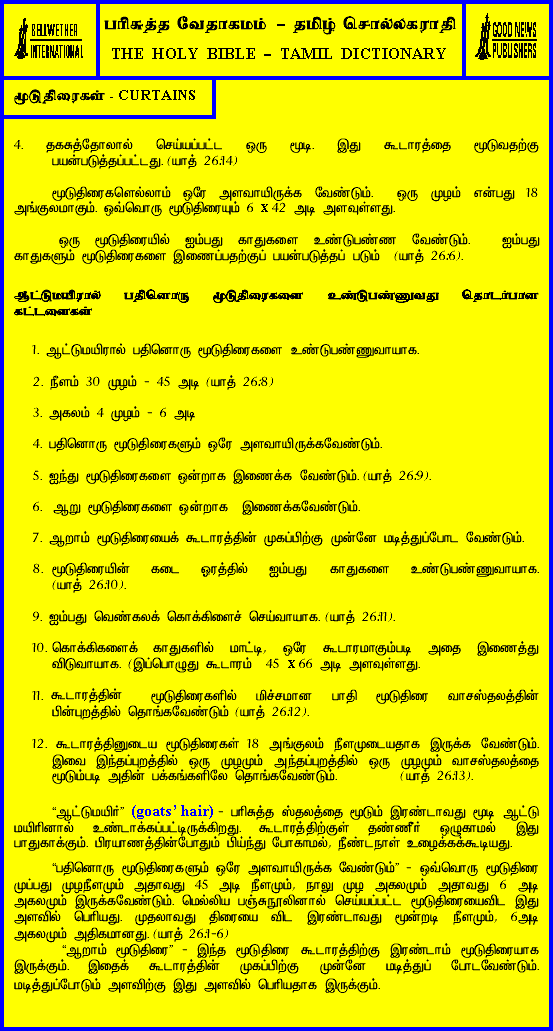 BELLWETHER
INTERNATIONAL
பரிசுத்த வேதாகமம் – தமிழ் சொல்லகராதி
THE HOLY BIBLE – TAMIL DICTIONARY
GOOD NEWS
PUBLISHERS
மூடுதிரைகள் - CURTAINS
4. தகசுத்தோலால் செய்யப்பட்ட ஒரு மூடி. இது கூடாரத்தை மூடுவதற்கு
பயன்படுத்தப்பட்டது. (யாத் 26:14)
மூடுதிரைகளெல்லாம் ஒரே அளவாயிருக்க வேண்டும். ஒரு முழம் என்பது 18
அங்குலமாகும். ஒவ்வொரு மூடுதிரையும் 6 x 42 அடி அளவுள்ளது.
ஒரு மூடுதிரையில் ஐம்பது காதுகளை உண்டுபண்ண வேண்டும். ஐம்பது
காதுகளும் மூடுதிரைகளை இணைப்பதற்குப் பயன்படுத்தப் படும் (யாத் 26:6).
ஆட்டுமயிரால் பதினொரு மூடுதிரைகளை உண்டுபண்ணுவது தொடர்பான
கட்டளைகள்
1. ஆட்டுமயிரால் பதினொரு மூடுதிரைகளை உண்டுபண்ணுவாயாக.
2. நீளம் 30 முழம் - 45 அடி (யாத் 26:8)
3. அகலம் 4 முழம் - 6 அடி
4. பதினொரு மூடுதிரைகளும் ஒரே அளவாயிருக்கவேண்டும்.
5. ஐந்து மூடுதிரைகளை ஒன்றாக இணைக்க வேண்டும். (யாத் 26:9).
6. ஆறு மூடுதிரைகளை ஒன்றாக இணைக்கவேண்டும்.
7. ஆறாம் மூடுதிரையைக் கூடாரத்தின் முகப்பிற்கு முன்னே மடித்துப்போட வேண்டும்.
8. மூடுதிரையின் கடை ஓரத்தில் ஐம்பது காதுகளை உண்டுபண்ணுவாயாக.
(யாத் 26:10).
9. ஐம்பது வெண்கலக் கொக்கிளைச் செய்வாயாக. (யாத் 26:11).
10. கொக்கிகளைக் காதுகளில் மாட்டி, ஒரே கூடாரமாகும்படி அதை இணைத்து
விடுவாயாக. (இப்பொழுது கூடாரம் 45 x 66 அடி அளவுள்ளது.
11. கூடாரத்தின் மூடுதிரைகளில் மிச்சமான பாதி மூடுதிரை வாசஸ்தலத்தின்
பின்புறத்தில் தொங்கவேண்டும் (யாத் 26:12).
12. கூடாரத்தினுடைய மூடுதிரைகள் 18 அங்குலம் நீளமுடையதாக இருக்க வேண்டும்.
இவை இந்தப்புறத்தில் ஒரு முழமும் அந்தப்புறத்தில் ஒரு முழமும் வாசஸ்தலத்தை
மூடும்படி அதின் பக்கங்களிலே தொங்கவேண்டும். (யாத் 26:13).
“ஆட்டுமயிர்” (goats’ hair) - பரிசுத்த ஸ்தலத்தை மூடும் இரண்டாவது மூடி ஆட்டு
மயிரினால் உண்டாக்கப்பட்டிருக்கிறது. கூடாரத்திற்குள் தண்ணீர் ஒழுகாமல் இது
பாதுகாக்கும். பிரயாணத்தின்போதும் பிய்ந்து போகாமல், நீண்டநாள் உழைக்கக்கூடியது.
“பதினொரு மூடுதிரைகளும் ஒரே அளவாயிருக்க வேண்டும்” - ஒவ்வொரு மூடுதிரை
முப்பது முழநீளமும் அதாவது 45 அடி நீளமும், நாலு முழ அகலமும் அதாவது 6 அடி
அகலமும் இருக்கவேண்டும். மெல்லிய பஞ்சுநூலினால் செய்யப்பட்ட மூடுதிரையைவிட இது
அளவில் பெரியது. முதலாவது திரையை விட இரண்டாவது மூன்றடி நீளமும், 6அடி
அகலமும் அதிகமானது. (யாத் 26:1-6)
“ஆறாம் மூடுதிரை” - இந்த மூடுதிரை கூடாரத்திற்கு இரண்டாம் மூடுதிரையாக
இருக்கும். இதைக் கூடாரத்தின் முகப்பிற்கு முன்னே மடித்துப் போடவேண்டும்.
மடித்துப்போடும் அளவிற்கு இது அளவில் பெரியதாக இருக்கும்.